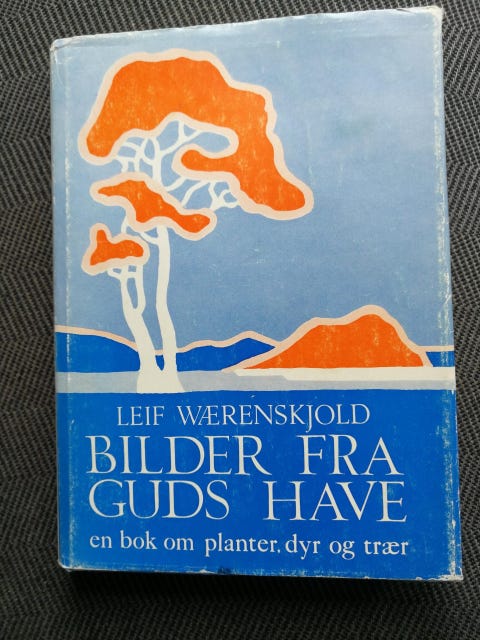 LEIF WÆRENSKJOLD
BILDER FRA
GUDS HAVE
en bok om planter, dyr og trær